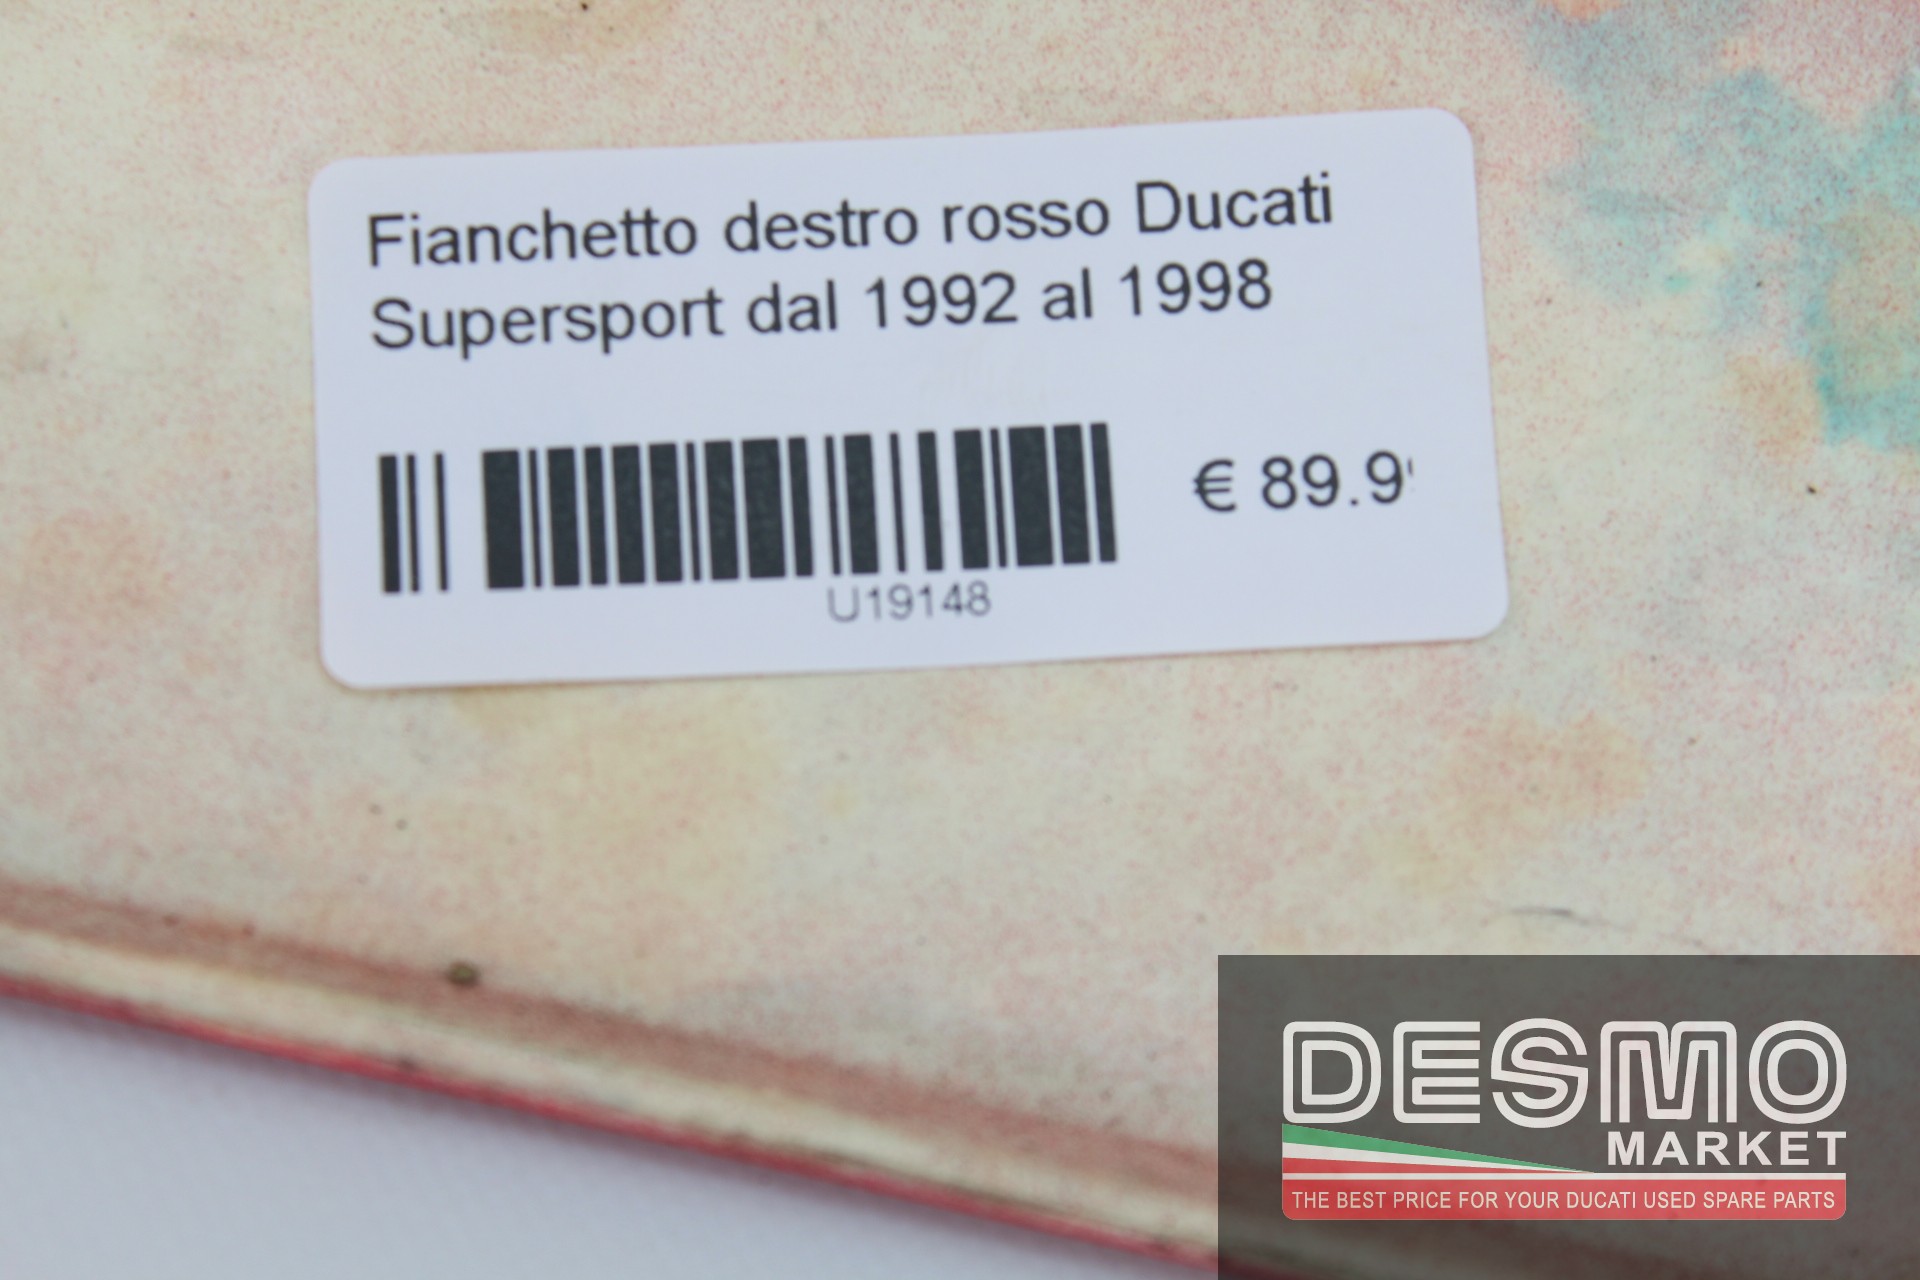 Fianchetto destro rosso Ducati
Supersport dal 1992 al 1998
€ 89.9
U19148
DESMO
MARKET
THE BEST PRICE FOR YOUR DUCATI USED SPARE PARTS